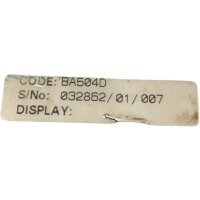 CODE: BA504D
S/No: 032862/01/007
DISPLAY: